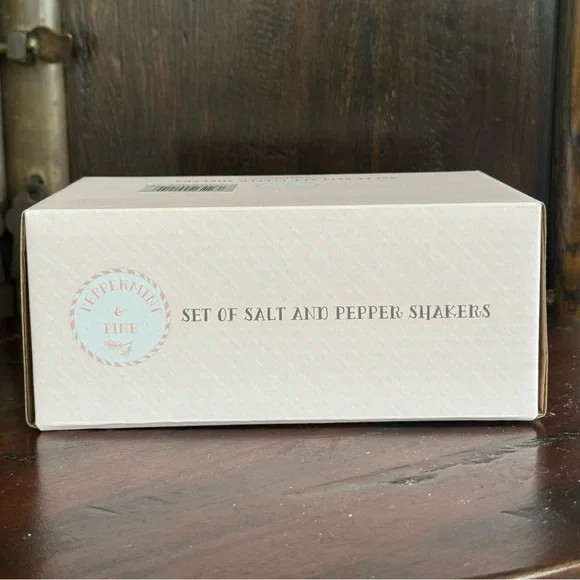 PEPPERMINT
&
PINE
SET OF SALT AND PEPPER SHAKERS